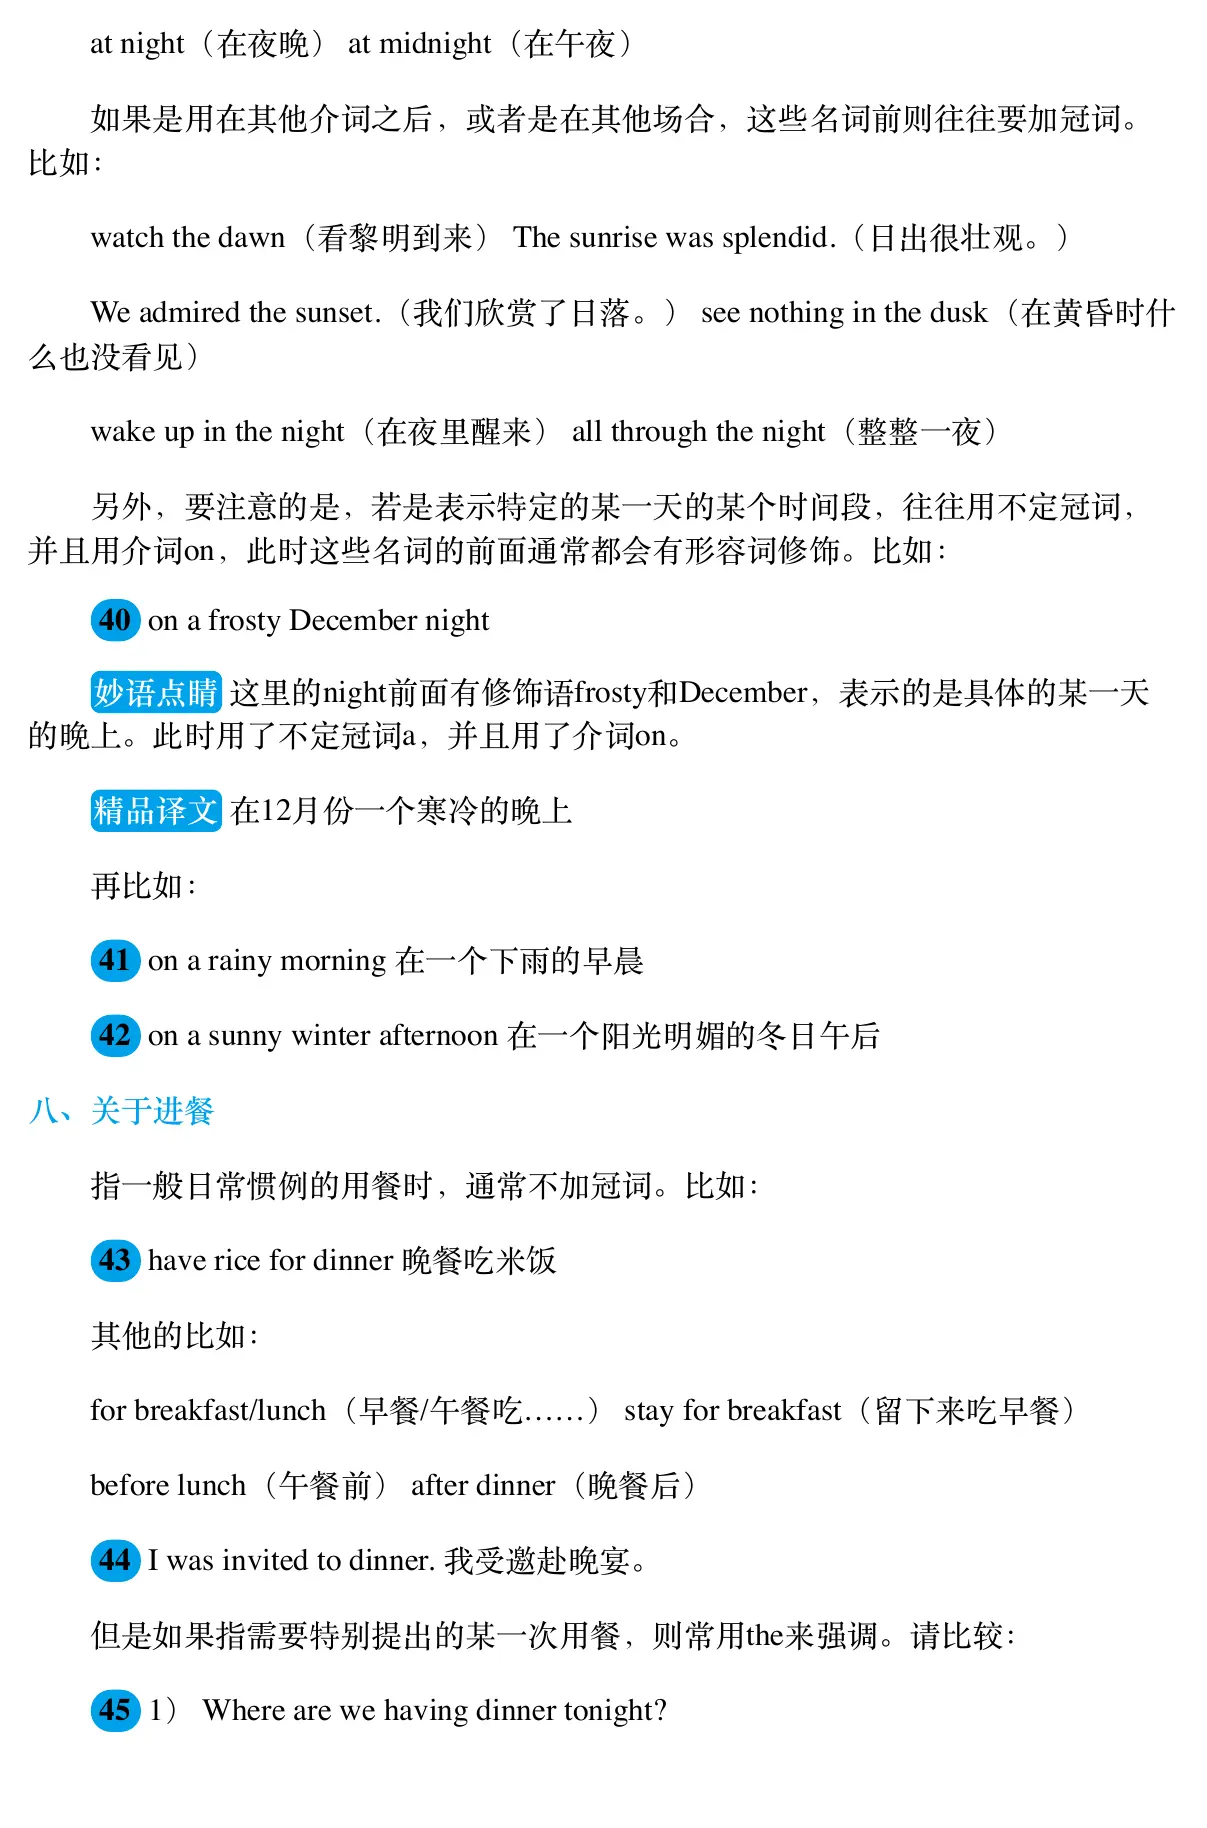 at night（在夜晚） at midnight（在午夜）
如果是用在其他介词之后，或者是在其他场合，这些名词前则往往要加冠词。
比如：
watch the dawn（看黎明到来） The sunrise was splendid.（日出很壮观。）
We admired the sunset.（我们欣赏了日落。） see nothing in the dusk（在黄昏时什
么也没看见）
wake up in the night（在夜里醒来） all through the night（整整一夜）
另外，要注意的是，若是表示特定的某一天的某个时间段，往往用不定冠词，
并且用介词on，此时这些名词的前面通常都会有形容词修饰。比如：
40 on a frosty December night
妙语点睛 这里的night前面有修饰语frosty和December，表示的是具体的某一天
的晚上。此时用了不定冠词a，并且用了介词on。
精品译文 在12月份一个寒冷的晚上
再比如：
41 on a rainy morning 在一个下雨的早晨
42 on a sunny winter afternoon 在一个阳光明媚的冬日午后
八、关于进餐
指一般日常惯例的用餐时，通常不加冠词。比如：
43 have rice for dinner 晚餐吃米饭
其他的比如：
for breakfast/lunch（早餐/午餐吃……） stay for breakfast（留下来吃早餐）
before lunch（午餐前） after dinner（晚餐后）
44 I was invited to dinner. 我受邀赴晚宴。
但是如果指需要特别提出的某一次用餐，则常用the来强调。请比较：
45 1） Where are we having dinner tonight?